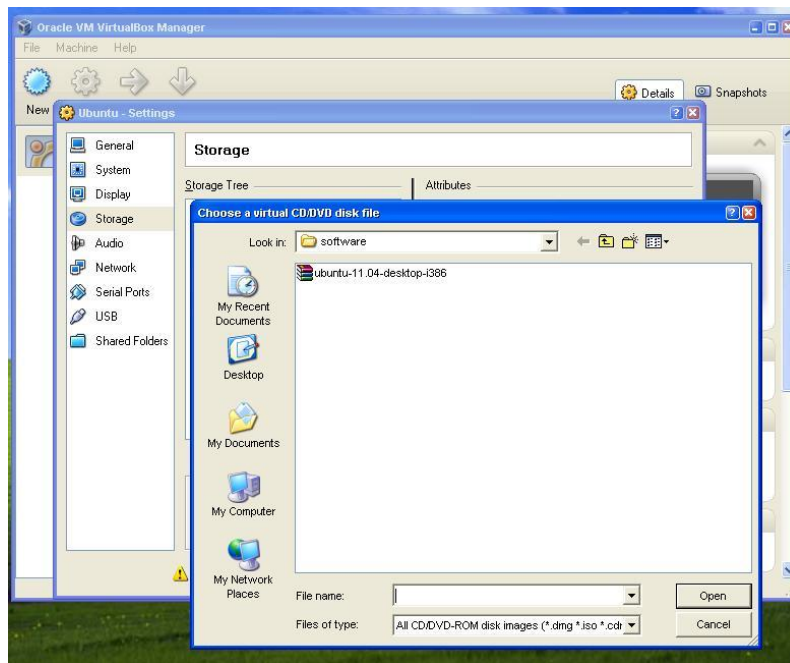 Oracle VM VirtualBox Manager
File Machine Help
New
Details
Snapshots
Ubuntu - Settings
General
System
Display
Storage
Audio
Network
Serial Ports
USB
Shared Folders
Storage
Storage Tree
Attributes
Choose a virtual CD/DVD disk file
Look in: software
ubuntu-11.04-desktop-i386
My Recent
Documents
Desktop
My Documents
My Computer
My Network
Places
File name:
Open
Files of type: All CD/DVD-ROM disk images (*.dmg *.iso *.cdr
Cancel